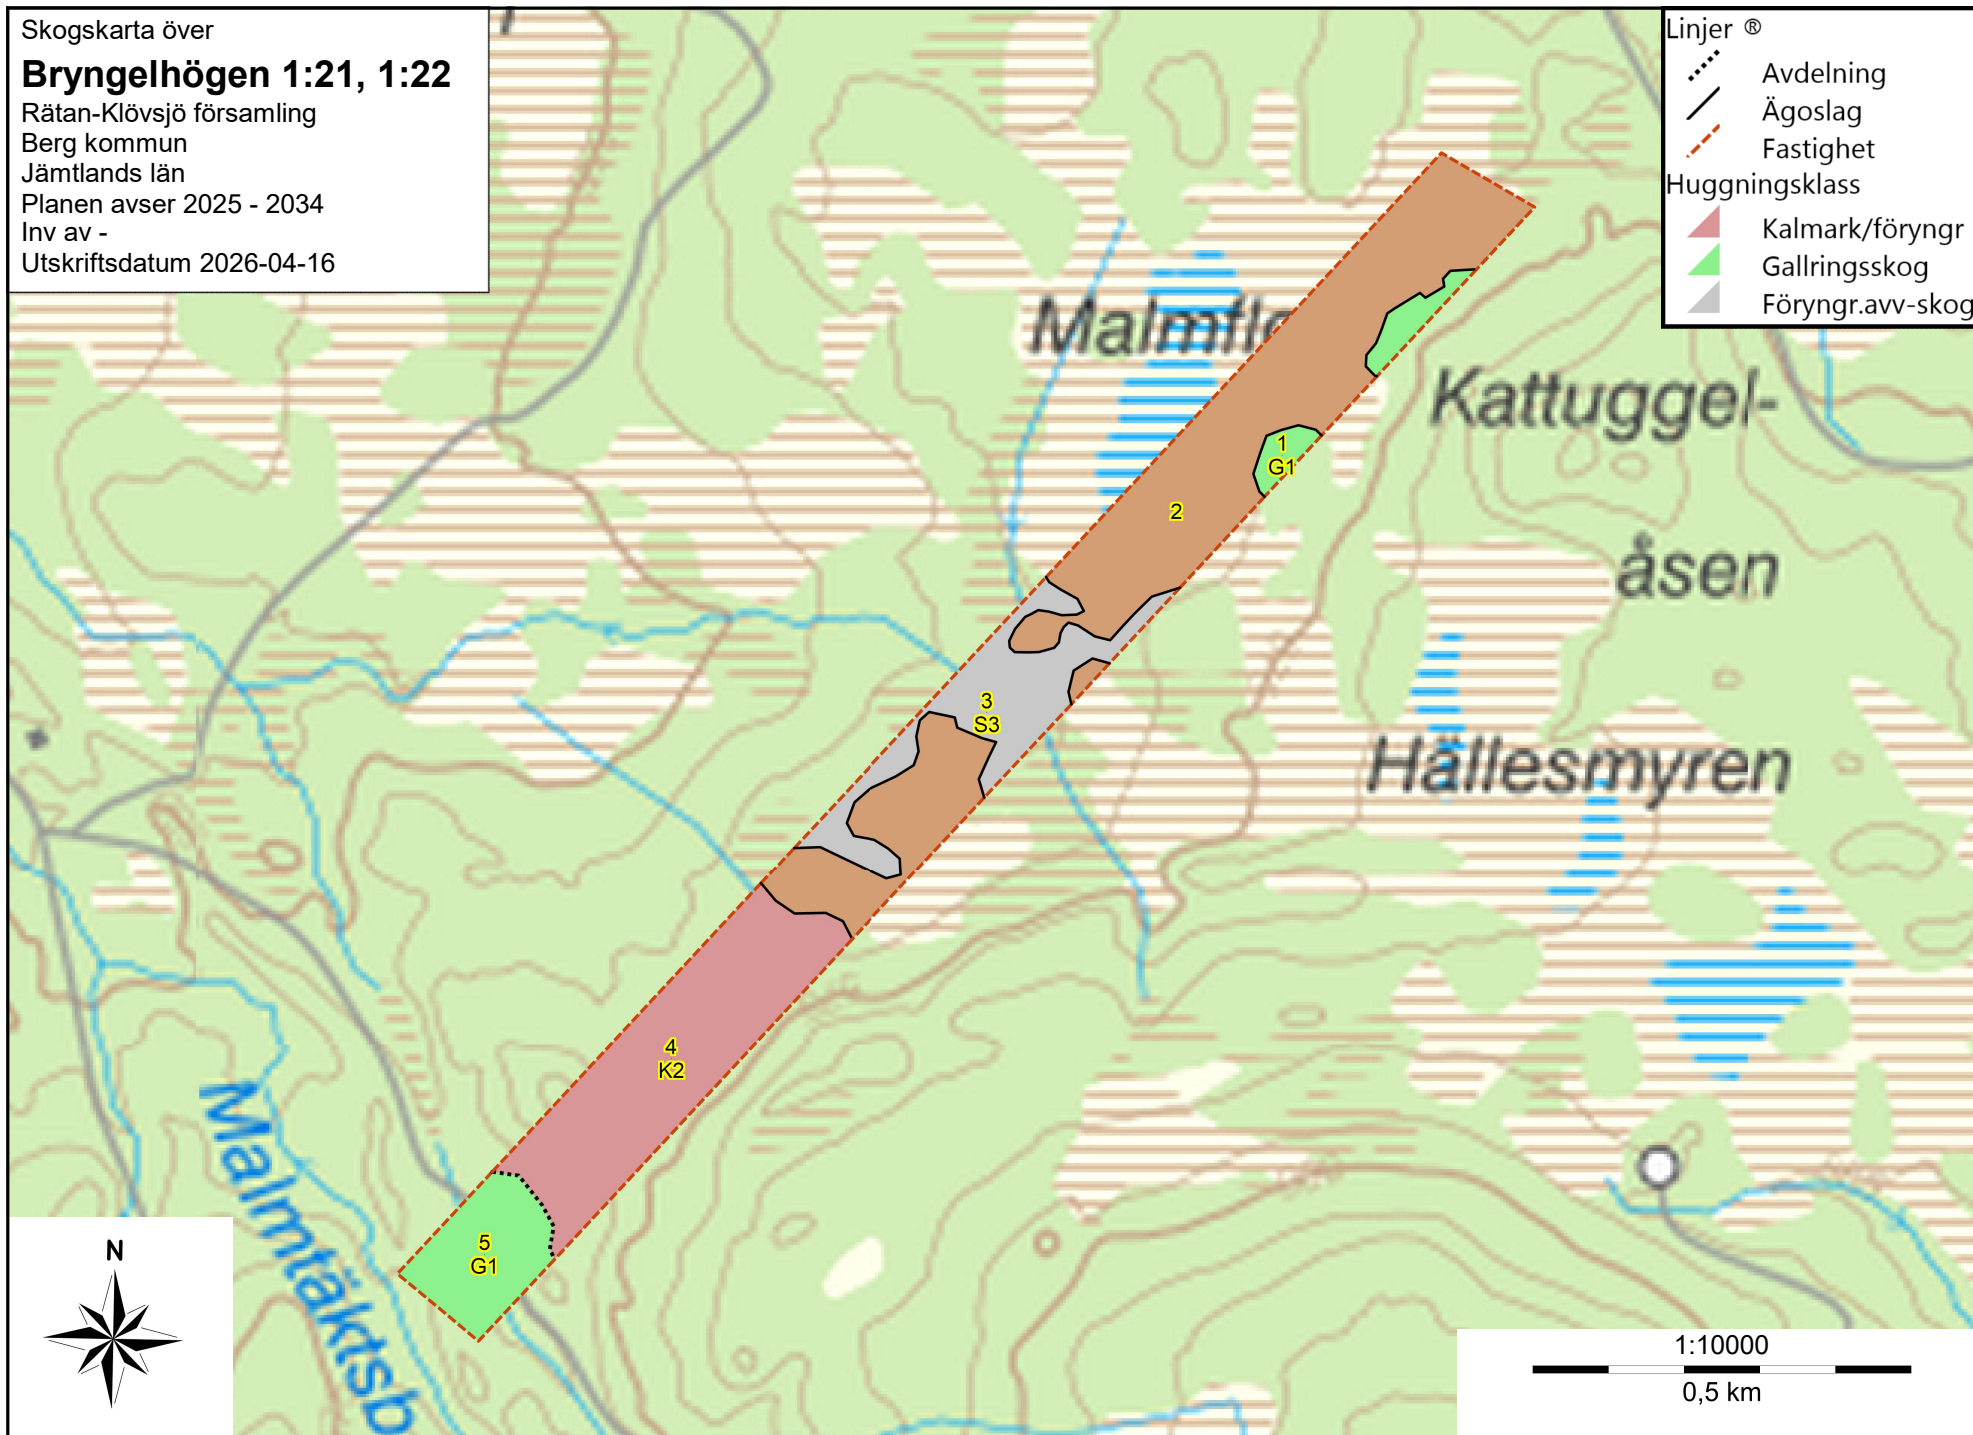 Skogskarta över
Bryngelhögen 1:21, 1:22
Rätan-Klövsjö församling
Berg kommun
Jämtlands län
Planen avser 2025 - 2034
Inv av -
Utskriftsdatum 2026-04-16
Linjer ®
Avdelning
Ägoslag
Fastighet
Huggningsklass
Kalmark/föryngr
Gallringsskog
Föryngr.avv-skog
Malmflo
Kattuggel-
åsen
Hällesmyren
1
G1
2
3
S3
4
K2
5
G1
Malmtäktsb
N
1:10000
0,5 km